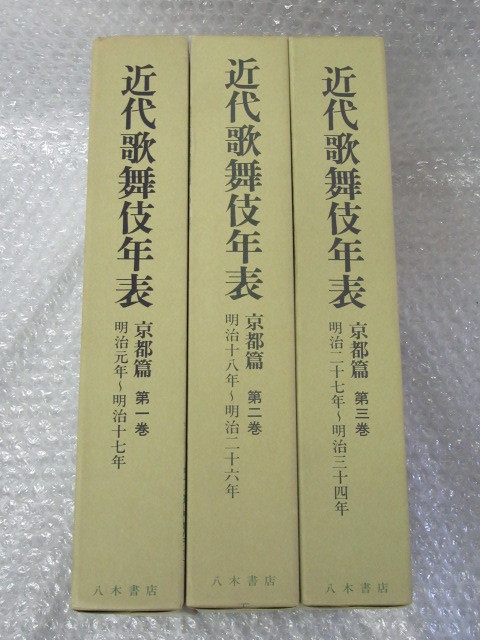 近代歌舞伎年表
京都篇 第一巻
明治元年〜明治十七年
八木書店
近代歌舞伎年表
京都篇 第二巻
明治十八年〜明治二十六年
八木書店
近代歌舞伎年表
京都篇 第三巻
明治二十七年〜明治三十四年
八木書店